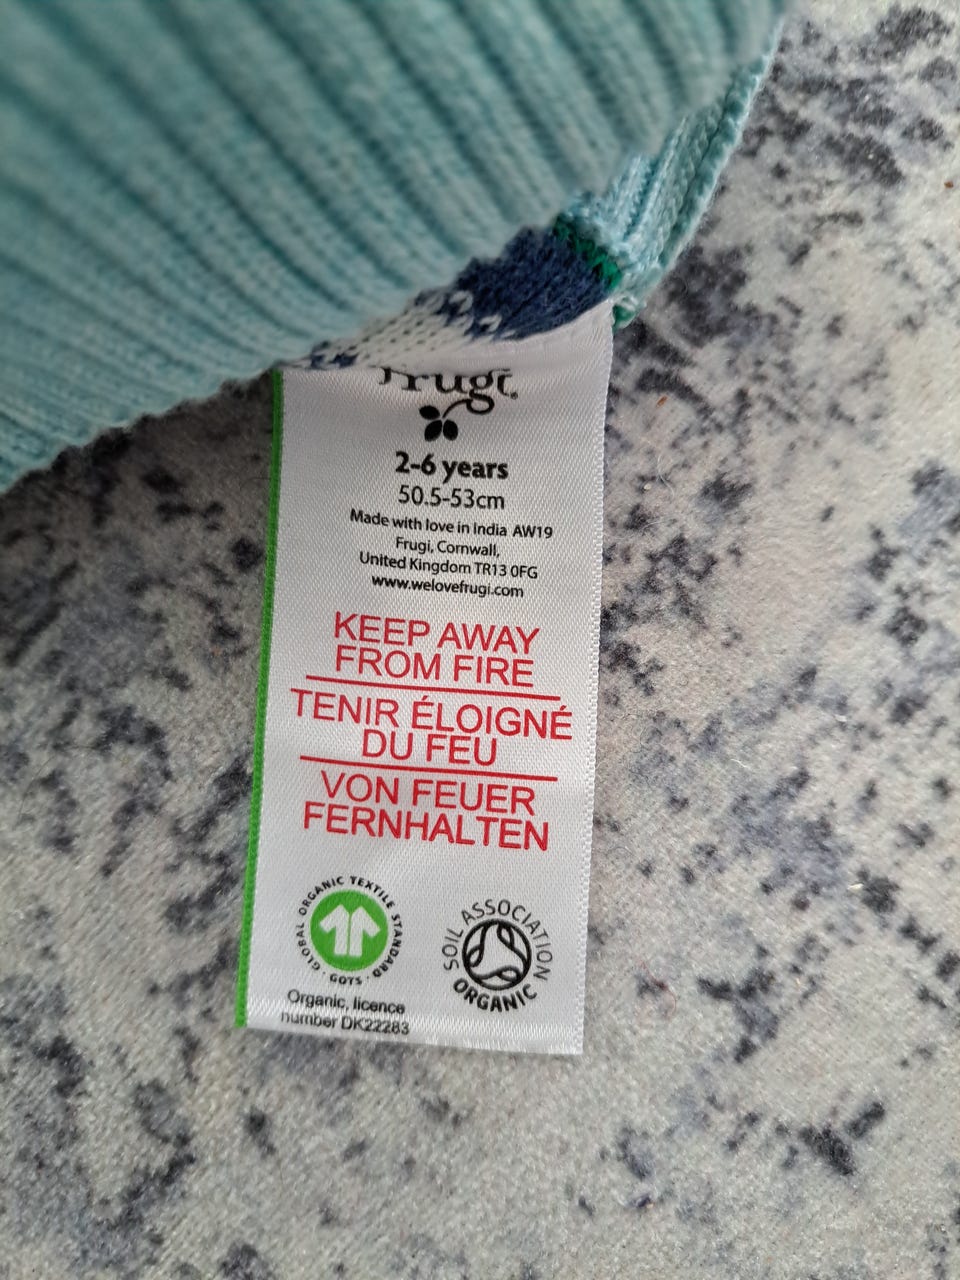 frugi
2-6 years
50.5-53cm
Made with love in India AW19
Frugi, Cornwall,
United Kingdom TR13 0FG
www.welovefrugi.com
KEEP AWAY
FROM FIRE
TENIR ÉLOIGNÉ
DU FEU
VON FEUER
FERNHALTEN
GLOBAL ORGANIC TEXTILE STANDARD · GOTS ·
SOIL ASSOCIATION
ORGANIC
Organic, licence
number DK22283